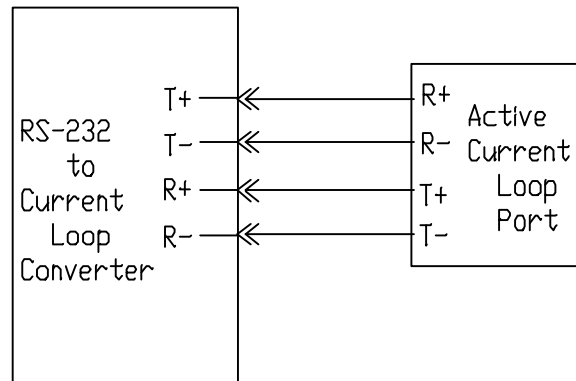 RS-232
to
Current
Loop
Converter
T+
T-
R+
R-
R+
R-
T+
T-
Active
Current
Loop
Port